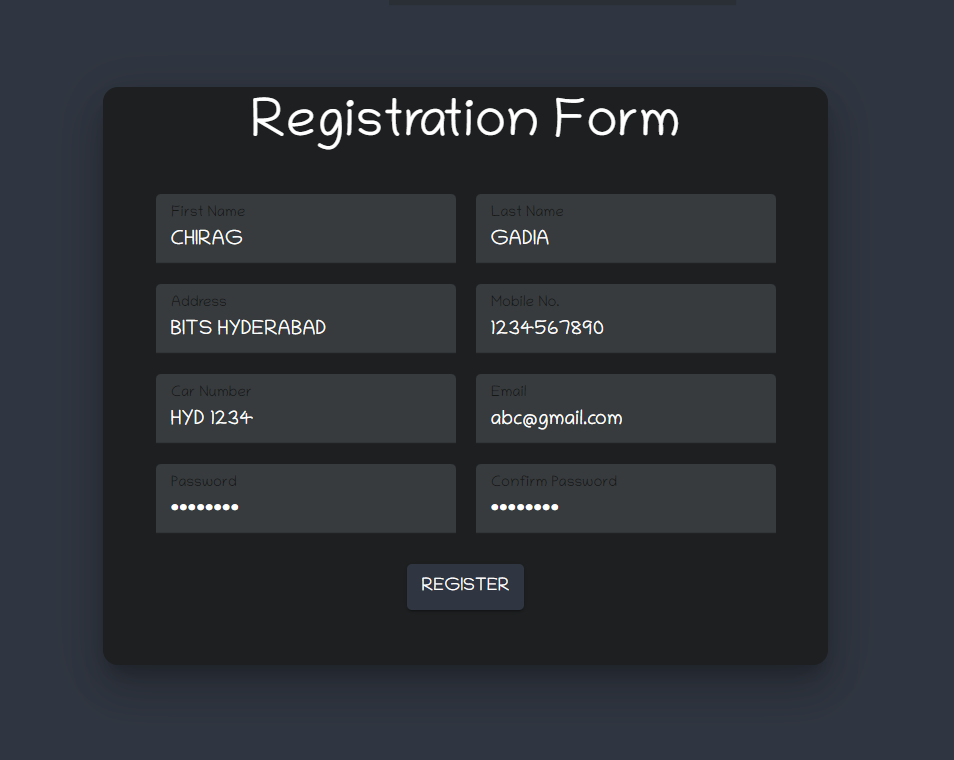 Registration Form
First Name
Last Name
CHIRAG
GADIA
Address
Mobile No.
BITS HYDERABAD
1234567890
Car Number
Email
HYD 1234
abc@gmail.com
Password
Confirm Password
••••••••
••••••••
REGISTER